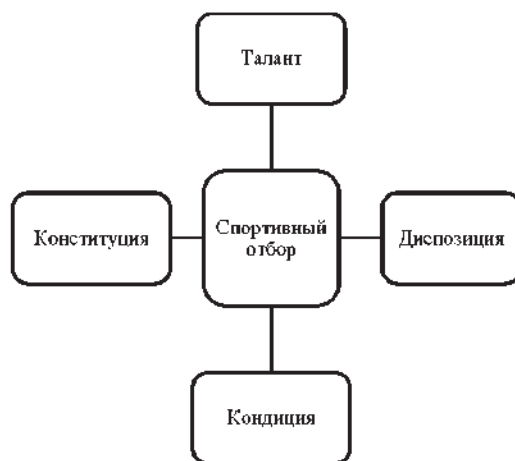 Талант
Конституция
Спортивный
отбор
Диспозиция
Кондиция